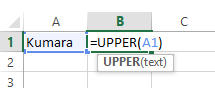 A B C
1 Kumara =UPPER(A1)
2 UPPER(text)
3